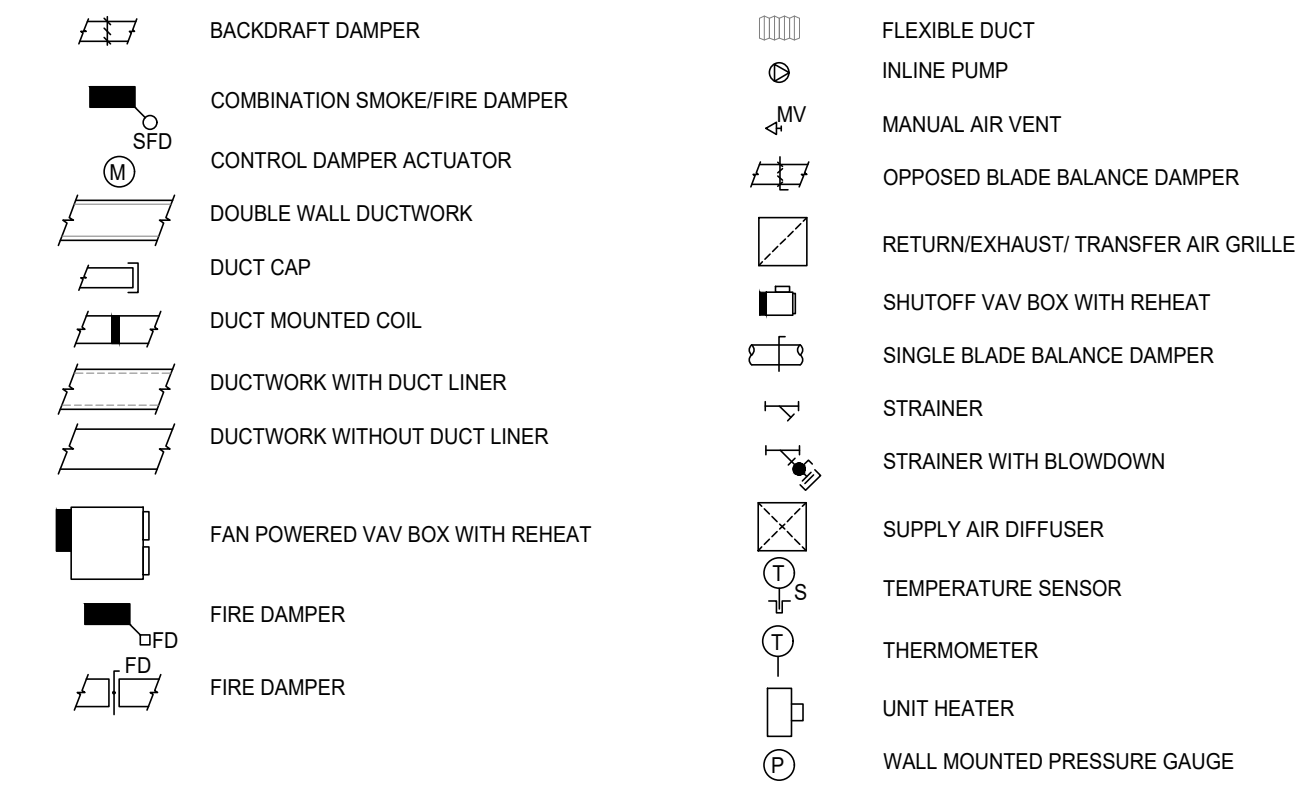 BACKDRAFT DAMPER
COMBINATION SMOKE/FIRE DAMPER
SFD
M
CONTROL DAMPER ACTUATOR
DOUBLE WALL DUCTWORK
DUCT CAP
DUCT MOUNTED COIL
DUCTWORK WITH DUCT LINER
DUCTWORK WITHOUT DUCT LINER
FAN POWERED VAV BOX WITH REHEAT
FIRE DAMPER
FD
FD
FIRE DAMPER
FLEXIBLE DUCT
INLINE PUMP
MV
MANUAL AIR VENT
OPPOSED BLADE BALANCE DAMPER
RETURN/EXHAUST/ TRANSFER AIR GRILLE
SHUTOFF VAV BOX WITH REHEAT
SINGLE BLADE BALANCE DAMPER
STRAINER
STRAINER WITH BLOWDOWN
SUPPLY AIR DIFFUSER
T
S
TEMPERATURE SENSOR
T
THERMOMETER
UNIT HEATER
P
WALL MOUNTED PRESSURE GAUGE